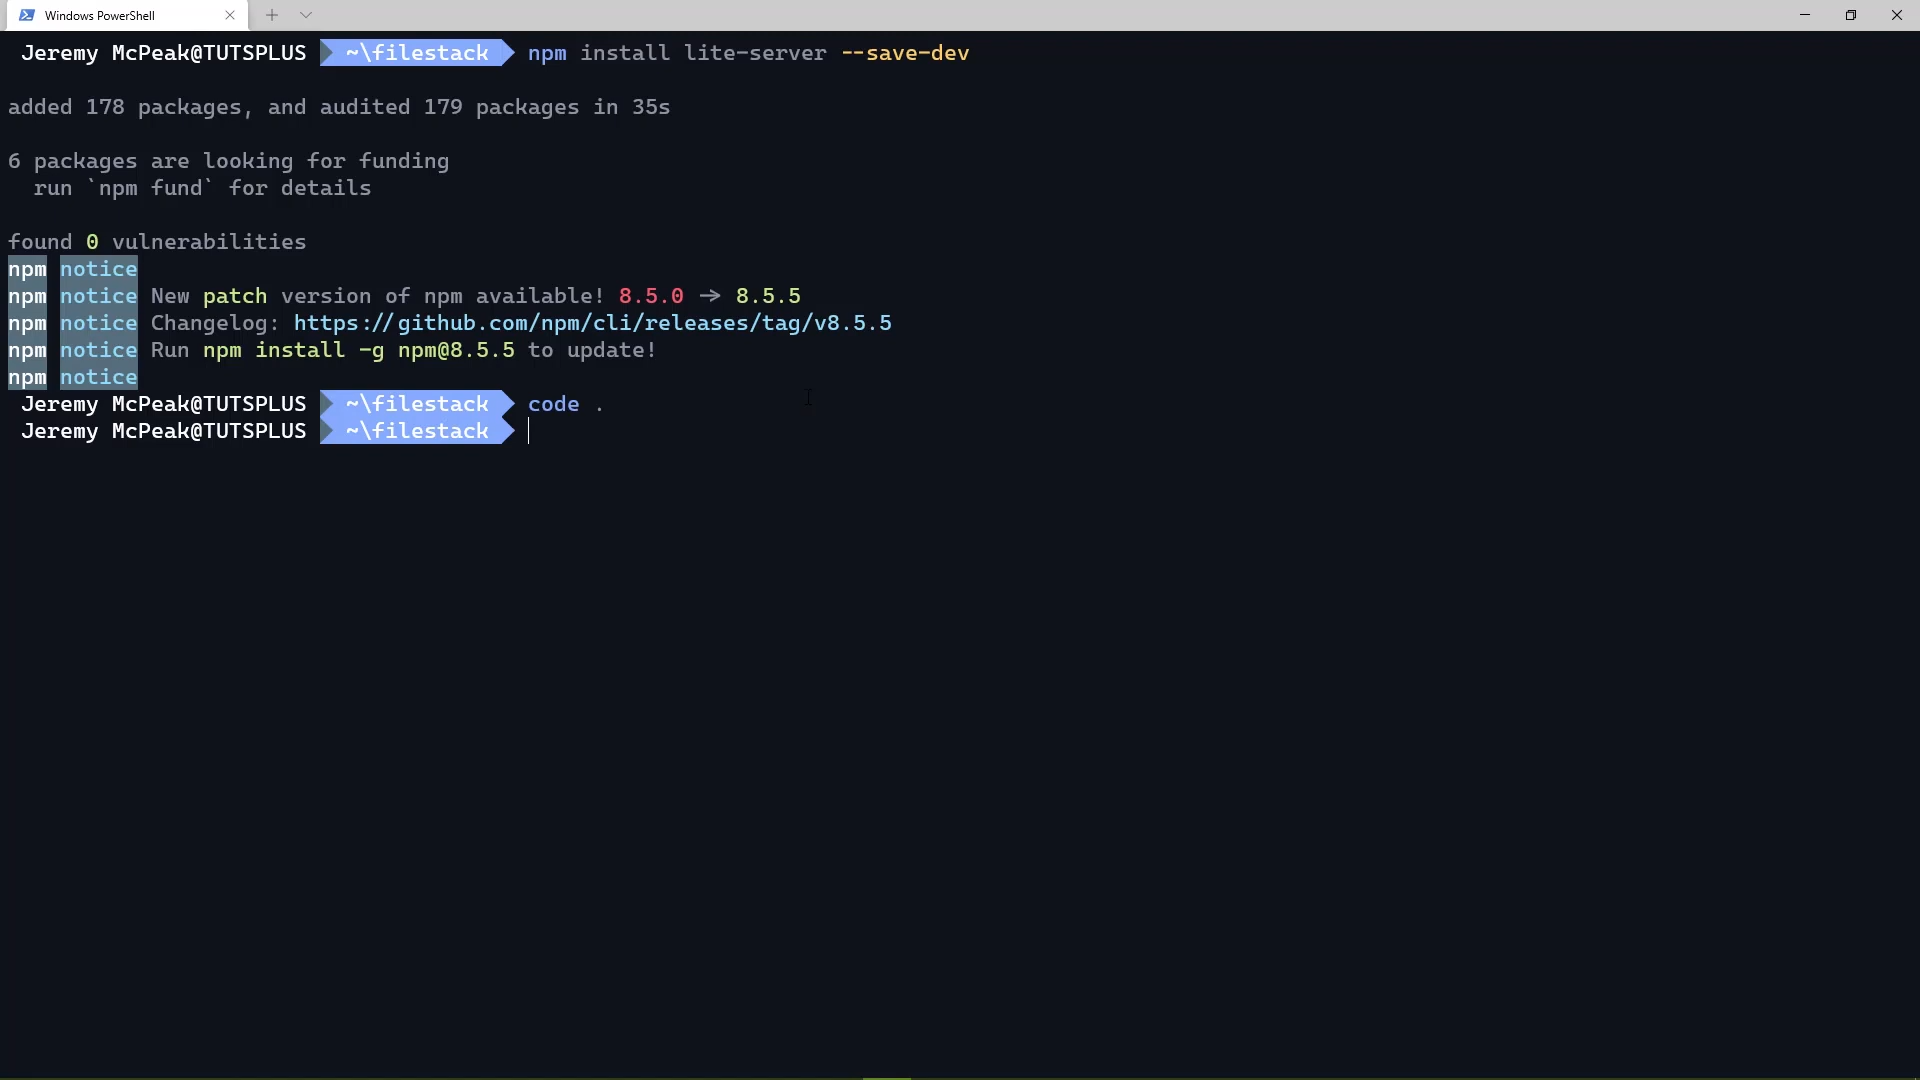 Windows PowerShell
Jeremy McPeak@TUTSPLUS ~\filestack npm install lite-server --save-dev
added 178 packages, and audited 179 packages in 35s
6 packages are looking for funding
run `npm fund` for details
found 0 vulnerabilities
npm notice
npm notice New patch version of npm available! 8.5.0 -> 8.5.5
npm notice Changelog: https://github.com/npm/cli/releases/tag/v8.5.5
npm notice Run npm install -g npm@8.5.5 to update!
npm notice
Jeremy McPeak@TUTSPLUS ~\filestack code .
Jeremy McPeak@TUTSPLUS ~\filestack